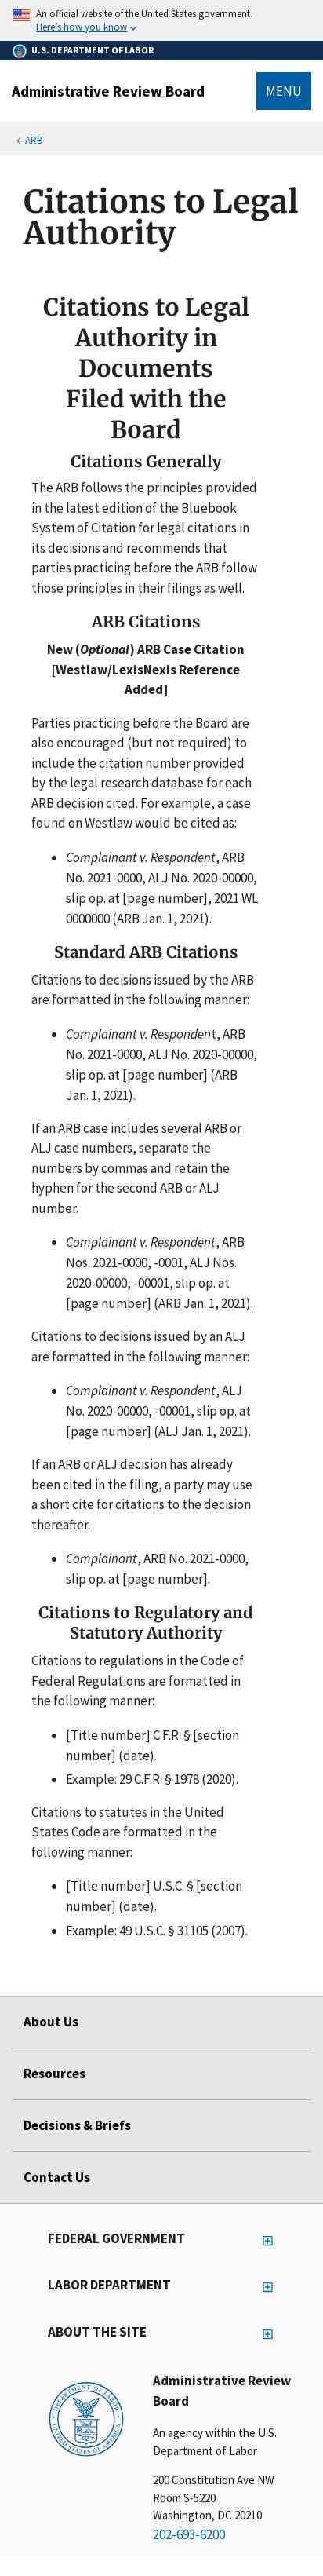 An official website of the United States government.
Here's how you know
U.S. DEPARTMENT OF LABOR
Administrative Review Board
MENU
ARB
Citations to Legal
Authority
Citations to Legal
Authority in
Documents
Filed with the
Board
Citations Generally
The ARB follows the principles provided
in the latest edition of the Bluebook
System of Citation for legal citations in
its decisions and recommends that
parties practicing before the ARB follow
those principles in their filings as well.
ARB Citations
New (Optional) ARB Case Citation
[Westlaw/LexisNexis Reference
Added]
Parties practicing before the Board are
also encouraged (but not required) to
include the citation number provided
by the legal research database for each
ARB decision cited. For example, a case
found on Westlaw would be cited as:
• Complainant v. Respondent, ARB
No. 2021-0000, ALJ No. 2020-00000,
slip op. at [page number], 2021 WL
0000000 (ARB Jan. 1, 2021).
Standard ARB Citations
Citations to decisions issued by the ARB
are formatted in the following manner:
• Complainant v. Respondent, ARB
No. 2021-0000, ALJ No. 2020-00000,
slip op. at [page number] (ARB
Jan. 1, 2021).
If an ARB case includes several ARB or
ALJ case numbers, separate the
numbers by commas and retain the
hyphen for the second ARB or ALJ
number.
• Complainant v. Respondent, ARB
Nos. 2021-0000, -0001, ALJ Nos.
2020-00000, -00001, slip op. at
[page number] (ARB Jan. 1, 2021).
Citations to decisions issued by an ALJ
are formatted in the following manner:
• Complainant v. Respondent, ALJ
No. 2020-00000, -00001, slip op. at
[page number] (ALJ Jan. 1, 2021).
If an ARB or ALJ decision has already
been cited in the filing, a party may use
a short cite for citations to the decision
thereafter.
• Complainant, ARB No. 2021-0000,
slip op. at [page number].
Citations to Regulatory and
Statutory Authority
Citations to regulations in the Code of
Federal Regulations are formatted in
the following manner:
• [Title number] C.F.R. § [section
number] (date).
• Example: 29 C.F.R. § 1978 (2020).
Citations to statutes in the United
States Code are formatted in the
following manner:
• [Title number] U.S.C. § [section
number] (date).
• Example: 49 U.S.C. § 31105 (2007).
About Us
Resources
Decisions & Briefs
Contact Us
FEDERAL GOVERNMENT
LABOR DEPARTMENT
ABOUT THE SITE
Administrative Review
Board
An agency within the U.S.
Department of Labor
200 Constitution Ave NW
Room S-5220
Washington, DC 20210
202-693-6200